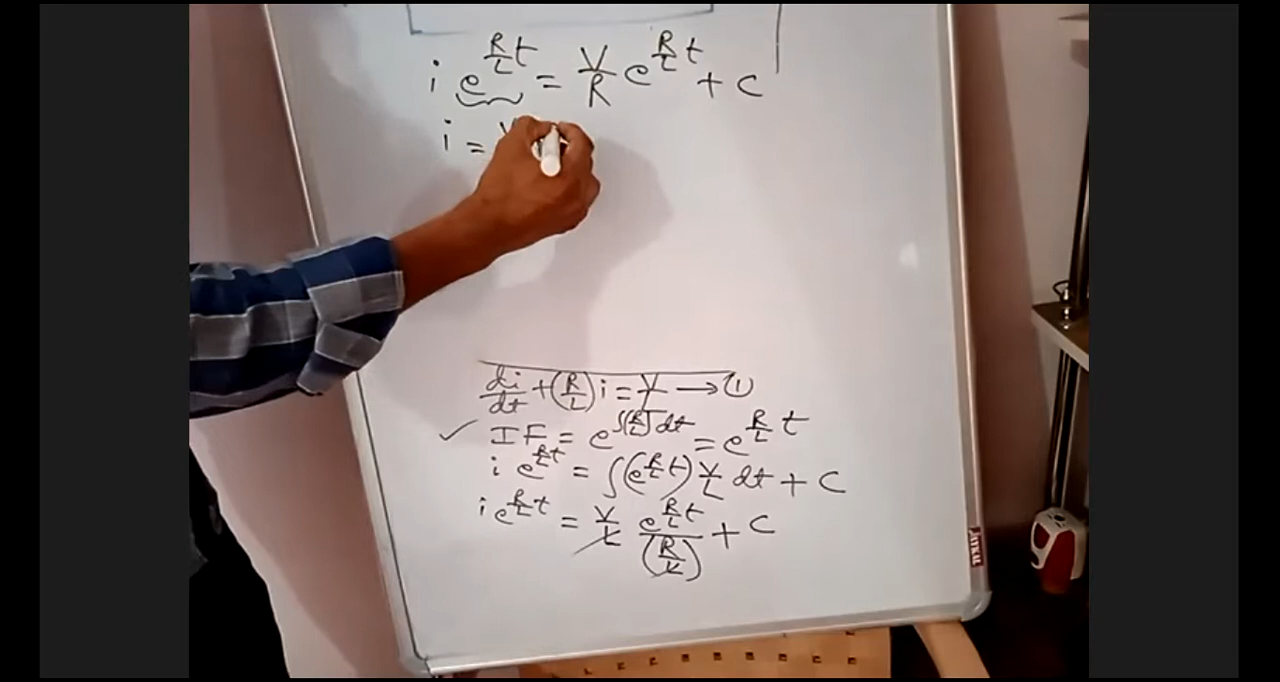 i e^{R/L t} = V/R e^{R/L t} + C
i = V
di/dt + (R/L) i = V/L → ①
✓ IF = e^{∫(R/L) dt} = e^{R/L t}
i e^{R/L t} = ∫(e^{R/L t}) V/L dt + C
i e^{R/L t} = V/L e^{R/L t}/(R/L) + C